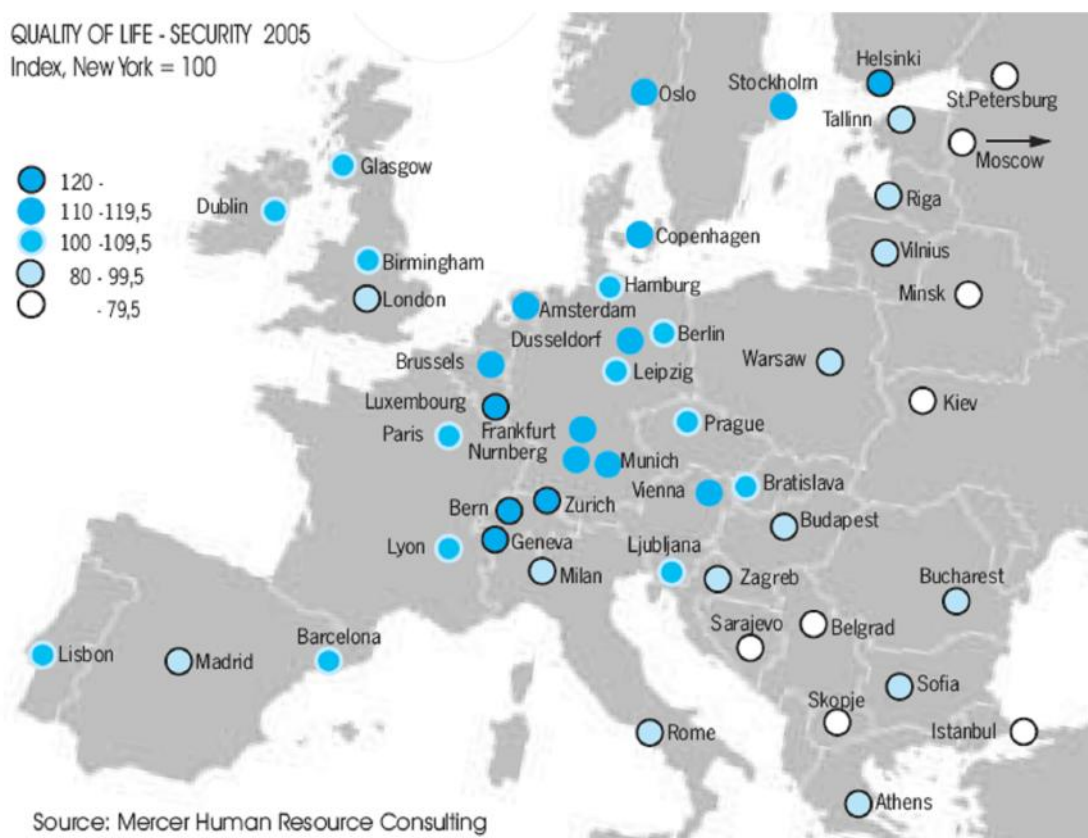 QUALITY OF LIFE - SECURITY 2005
Index, New York = 100
120 -
110 -119,5
100 -109,5
80 - 99,5
- 79,5
Helsinki
St.Petersburg
Stockholm
Oslo
Tallinn
Moscow
Glasgow
Dublin
Riga
Copenhagen
Vilnius
Birmingham
Hamburg
Minsk
London
Amsterdam
Dusseldorf
Berlin
Brussels
Leipzig
Warsaw
Luxembourg
Kiev
Paris
Frankfurt
Prague
Nurnberg
Munich
Vienna
Bratislava
Bern
Zurich
Budapest
Geneva
Lyon
Ljubljana
Milan
Zagreb
Bucharest
Sarajevo
Belgrad
Barcelona
Lisbon
Madrid
Sofia
Skopje
Rome
Istanbul
Athens
Source: Mercer Human Resource Consulting